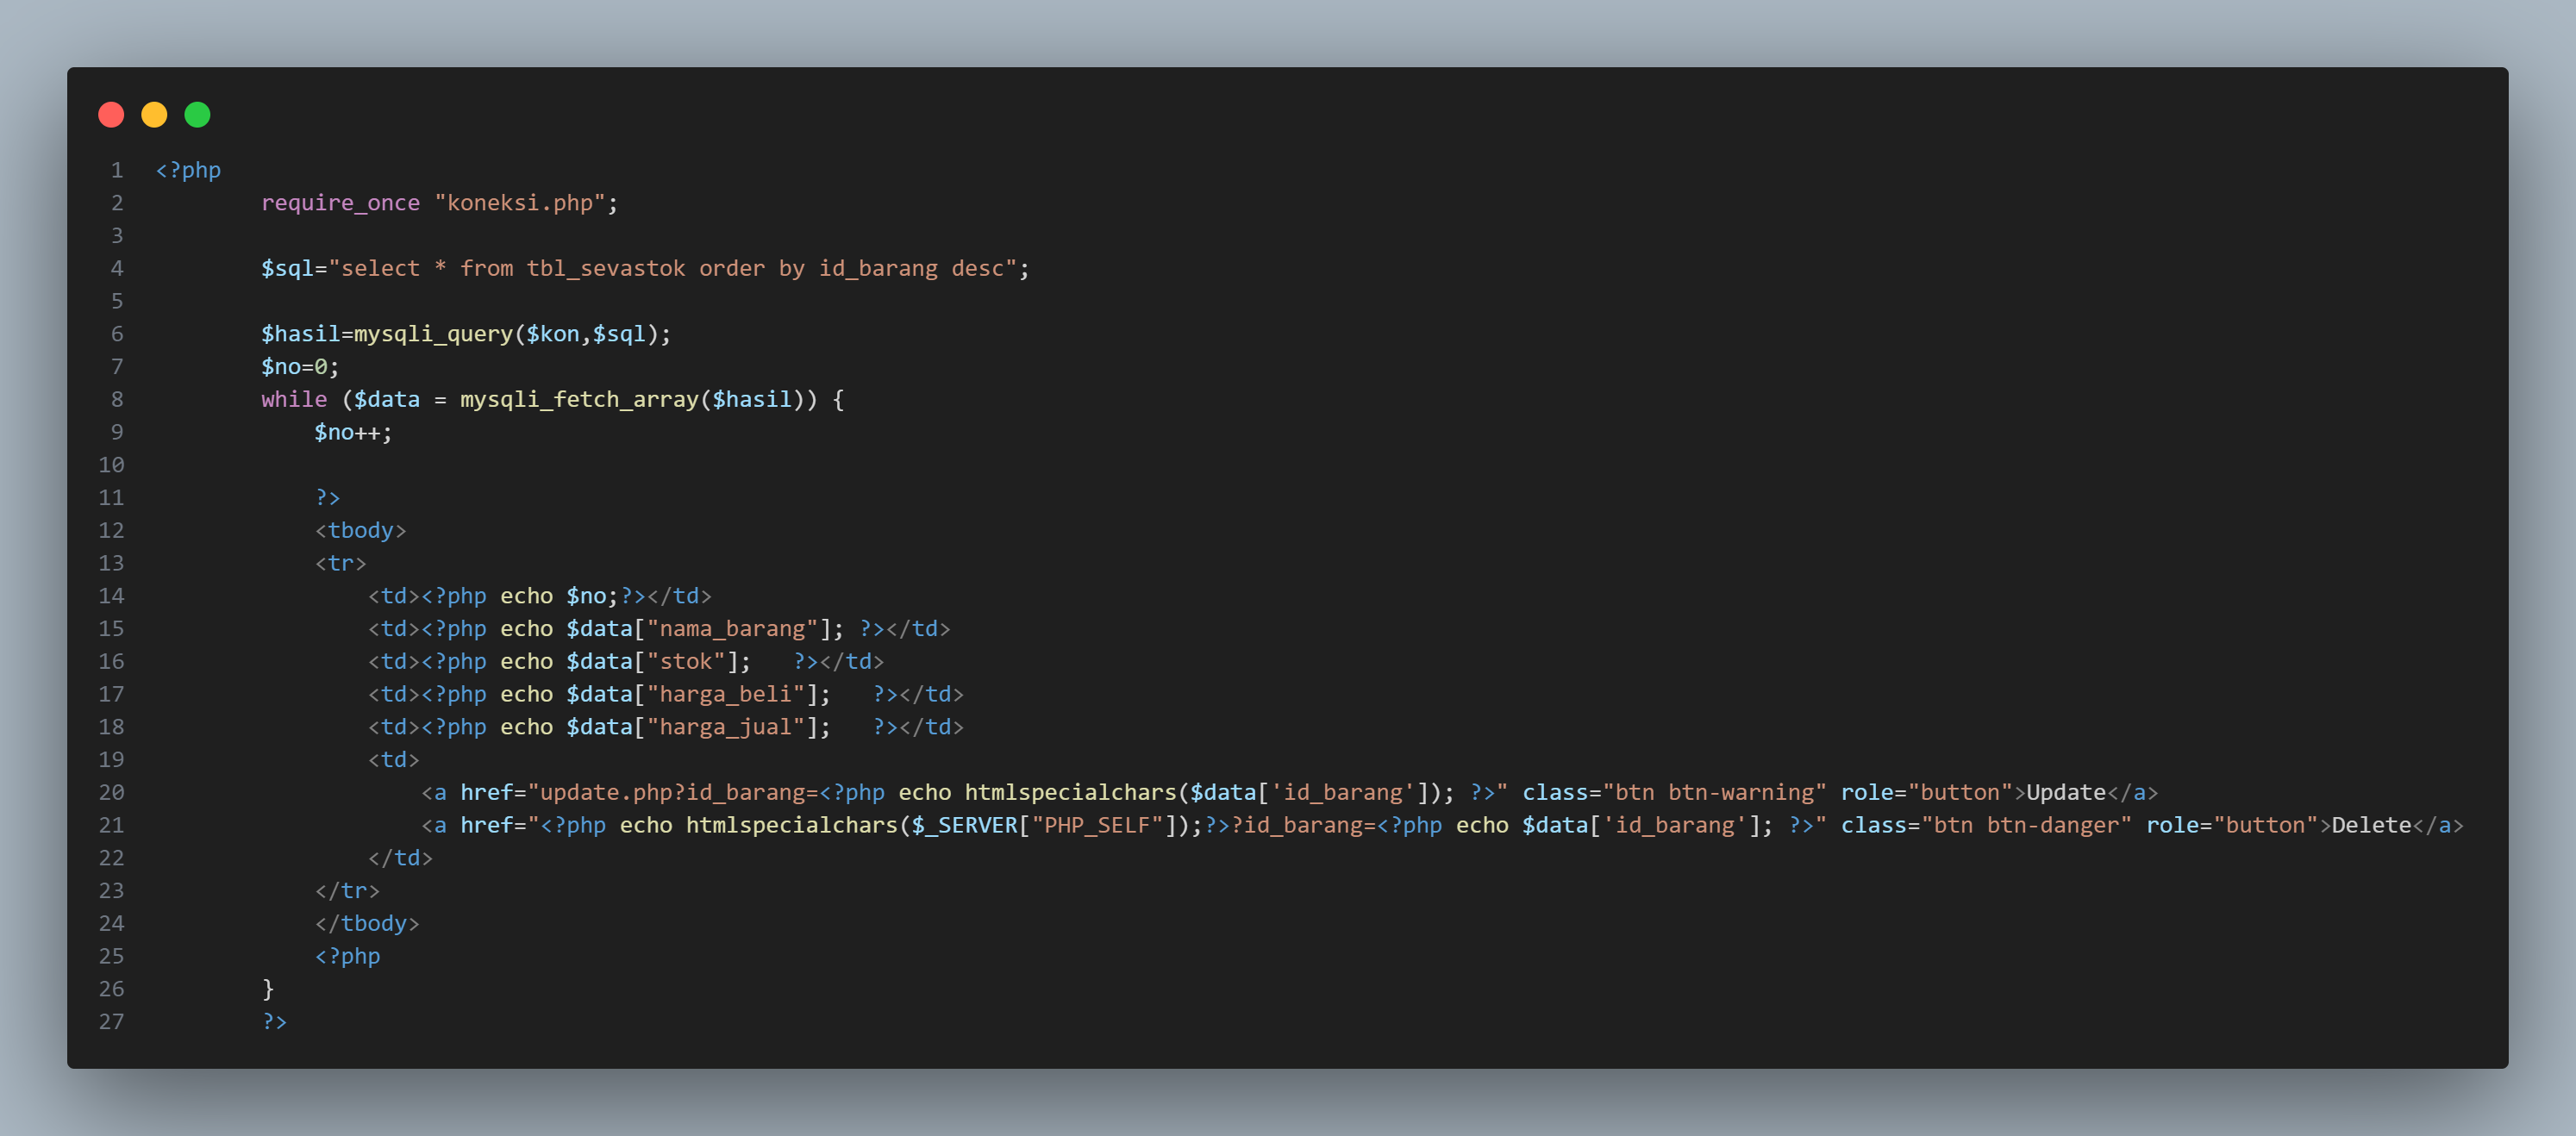 1 <?php
2         require_once "koneksi.php";
3
4         $sql="select * from tbl_sevastok order by id_barang desc";
5
6         $hasil=mysqli_query($kon,$sql);
7         $no=0;
8         while ($data = mysqli_fetch_array($hasil)) {
9             $no++;
10
11             ?>
12             <tbody>
13             <tr>
14                 <td><?php echo $no;?></td>
15                 <td><?php echo $data["nama_barang"]; ?></td>
16                 <td><?php echo $data["stok"];   ?></td>
17                 <td><?php echo $data["harga_beli"];   ?></td>
18                 <td><?php echo $data["harga_jual"];   ?></td>
19                 <td>
20                     <a href="update.php?id_barang=<?php echo htmlspecialchars($data['id_barang']); ?>" class="btn btn-warning" role="button">Update</a>
21                     <a href="<?php echo htmlspecialchars($_SERVER["PHP_SELF"]);?>?id_barang=<?php echo $data['id_barang']; ?>" class="btn btn-danger" role="button">Delete</a>
22                 </td>
23             </tr>
24             </tbody>
25             <?php
26         }
27         ?>